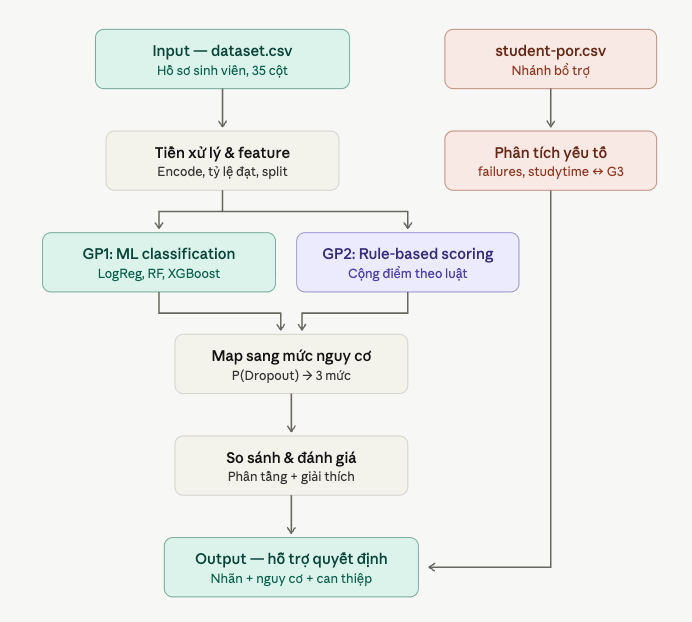 Input — dataset.csv
Hồ sơ sinh viên, 35 cột
student-por.csv
Nhánh bổ trợ
Tiền xử lý & feature
Encode, tỷ lệ đạt, split
Phân tích yếu tố
failures, studytime ↔ G3
GP1: ML classification
LogReg, RF, XGBoost
GP2: Rule-based scoring
Cộng điểm theo luật
Map sang mức nguy cơ
P(Dropout) → 3 mức
So sánh & đánh giá
Phân tầng + giải thích
Output — hỗ trợ quyết định
Nhãn + nguy cơ + can thiệp